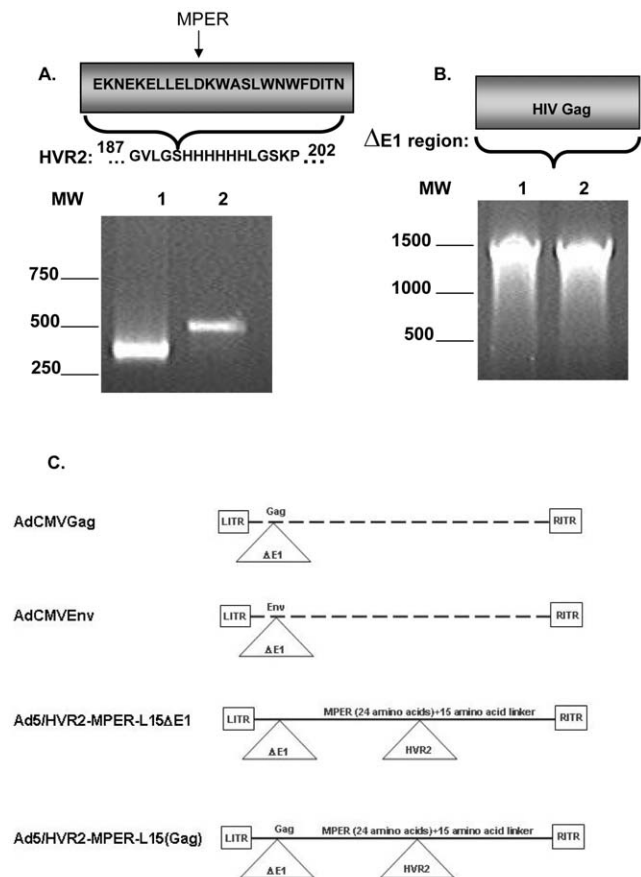 MPER
A.
EKNEKELLELDKWASLWNWFDITN
HVR2: 187 ... GVLGSHHHHHHLGSKP ... 202
MW 1 2
750
500
250
B.
HIV Gag
ΔE1 region:
1 2
1500
1000
500
C.
AdCMVGag
LITR Gag RITR
ΔE1
AdCMVEnv
LITR Env RITR
ΔE1
Ad5/HVR2-MPER-L15ΔE1
LITR MPER (24 amino acids)+15 amino acid linker RITR
ΔE1 HVR2
Ad5/HVR2-MPER-L15(Gag)
LITR Gag MPER (24 amino acids)+15 amino acid linker RITR
ΔE1 HVR2